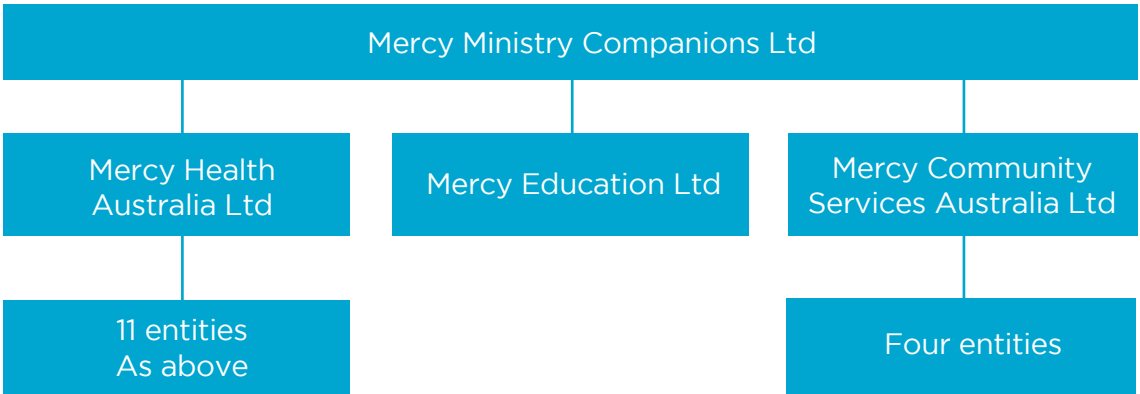 Mercy Ministry Companions Ltd
Mercy Health
Australia Ltd
Mercy Education Ltd
Mercy Community
Services Australia Ltd
11 entities
As above
Four entities